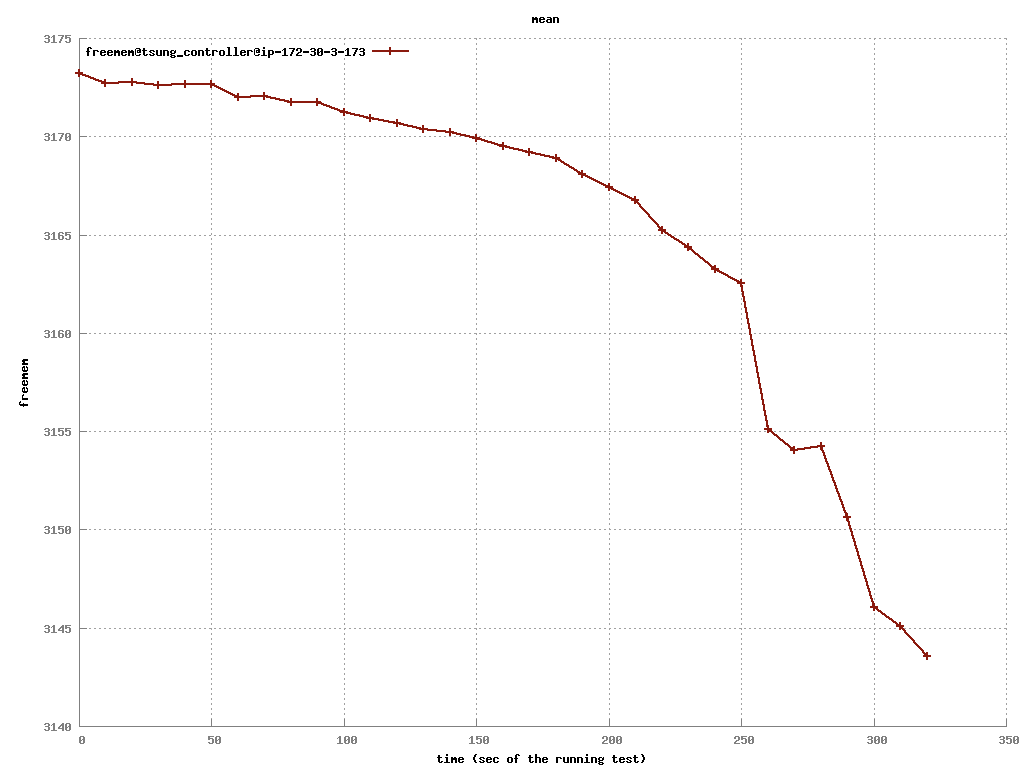 mean
3175
freemem@tsung_controller@ip-172-30-3-173
3170
3165
3160
freemem
3155
3150
3145
3140
0 50 100 150 200 250 300 350
time (sec of the running test)